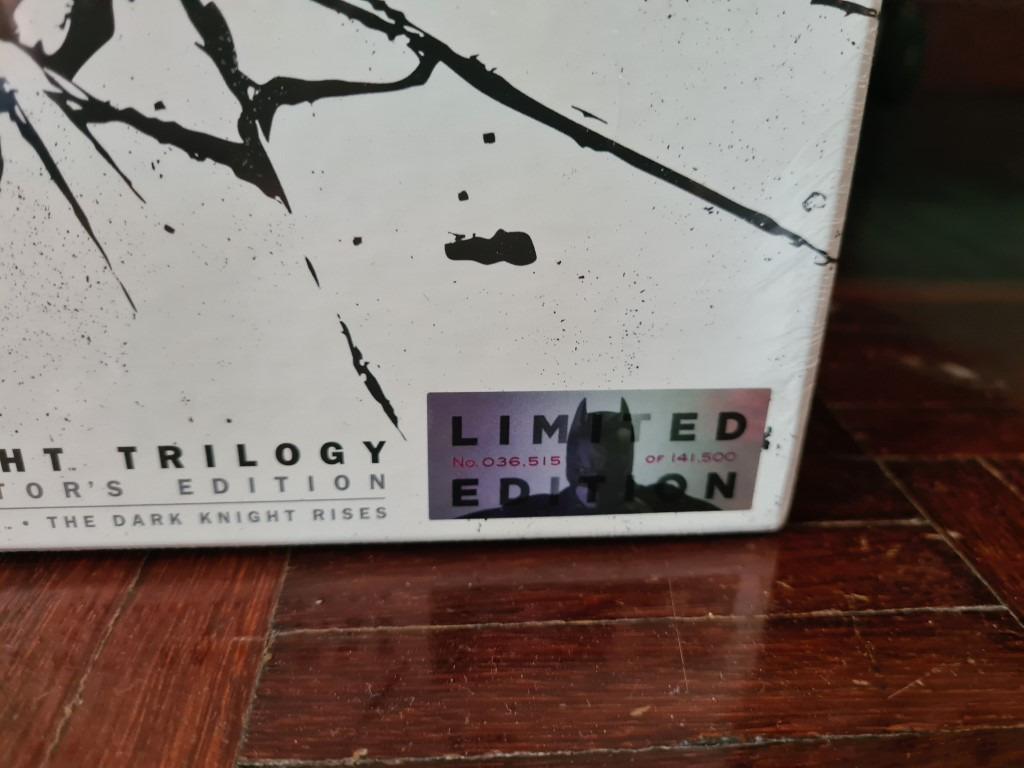 HT TRILOGY
TOR'S EDITION
• THE DARK KNIGHT RISES
LIMITED
No. 036,515 OF 141,500
EDITION